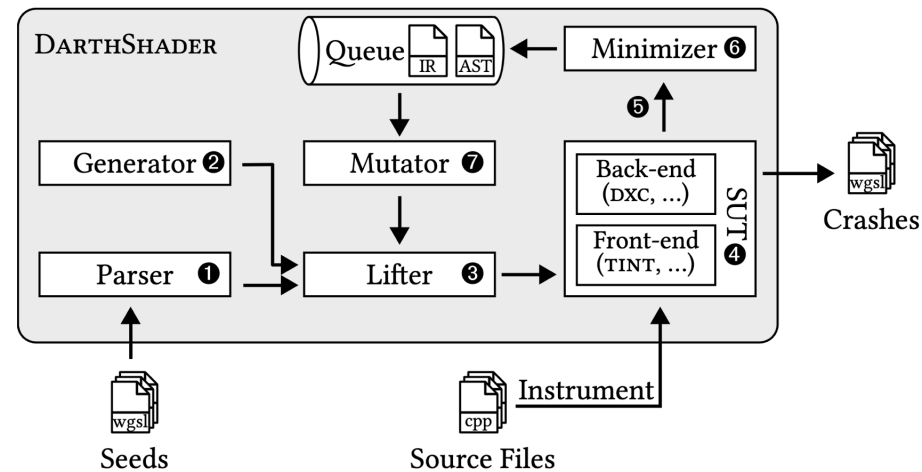 DARTHSHADER
Queue
IR
AST
Minimizer ❻
❺
Generator ❷
Mutator ❼
Back-end
(DXC, ...)
Front-end
(TINT, ...)
SUT ❹
wgsl
Crashes
Parser ❶
Lifter ❸
wgsl
Seeds
cpp
Instrument
Source Files